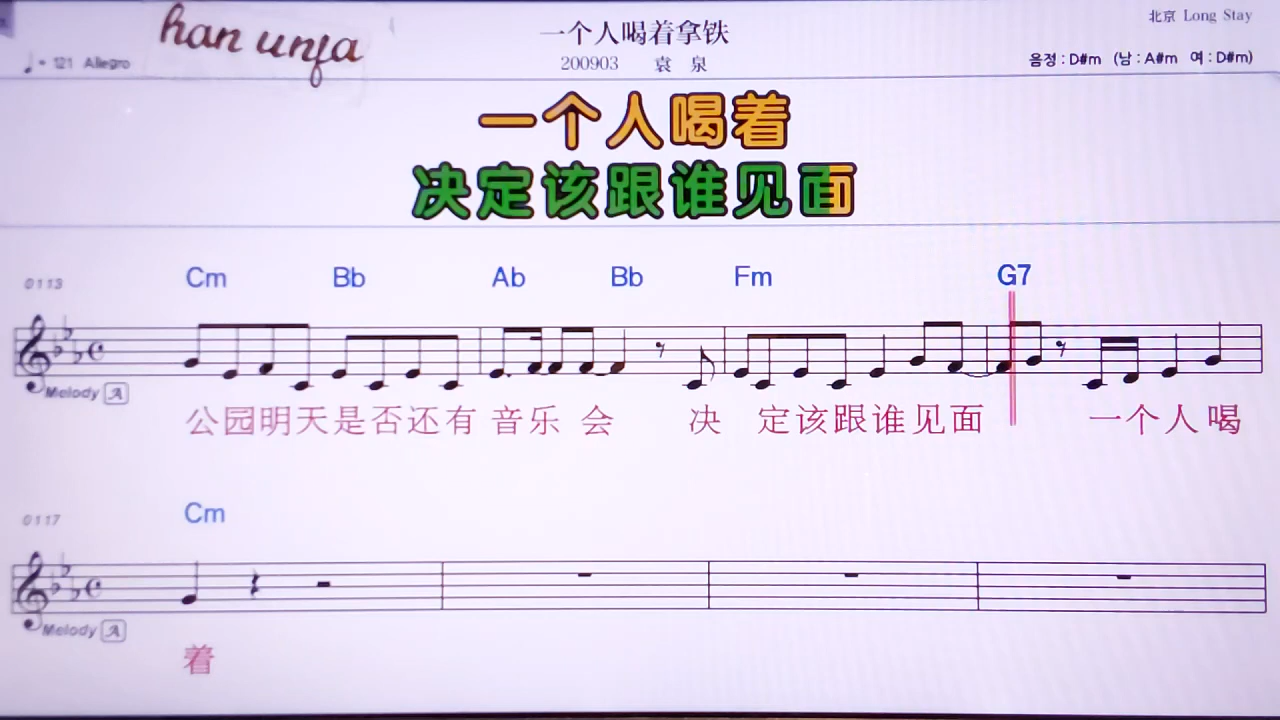 han unfa
一个人喝着拿铁
北京 Long Stay
♩= 121 Allegro
200903 袁 泉
음정 : D#m (남 : A#m 여 : D#m)
一个人喝着
决定该跟谁见面
0113
Cm Bb Ab Bb Fm G7
Melody A
公园明天是否还有 音乐 会 决 定该跟谁见面 一个人喝
0117
Cm
Melody A
着